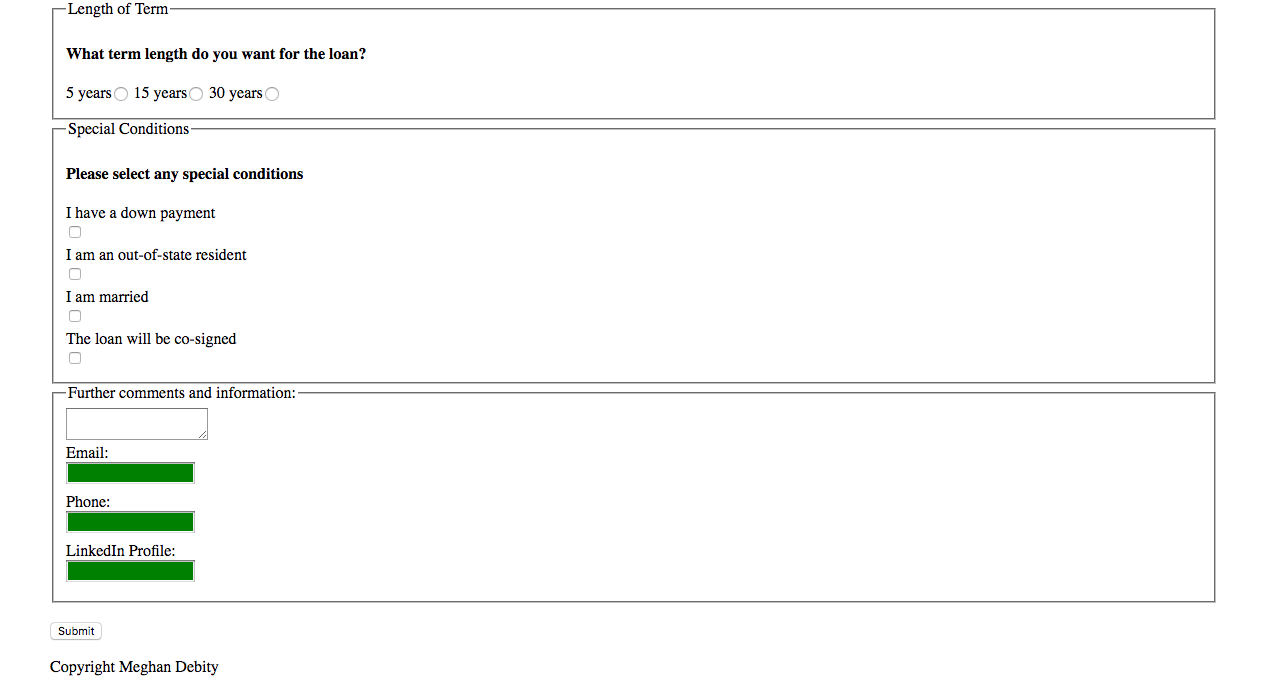 Length of Term
What term length do you want for the loan?
5 years 15 years 30 years
Special Conditions
Please select any special conditions
I have a down payment
I am an out-of-state resident
I am married
The loan will be co-signed
Further comments and information:
Email:
Phone:
LinkedIn Profile:
Submit
Copyright Meghan Debity